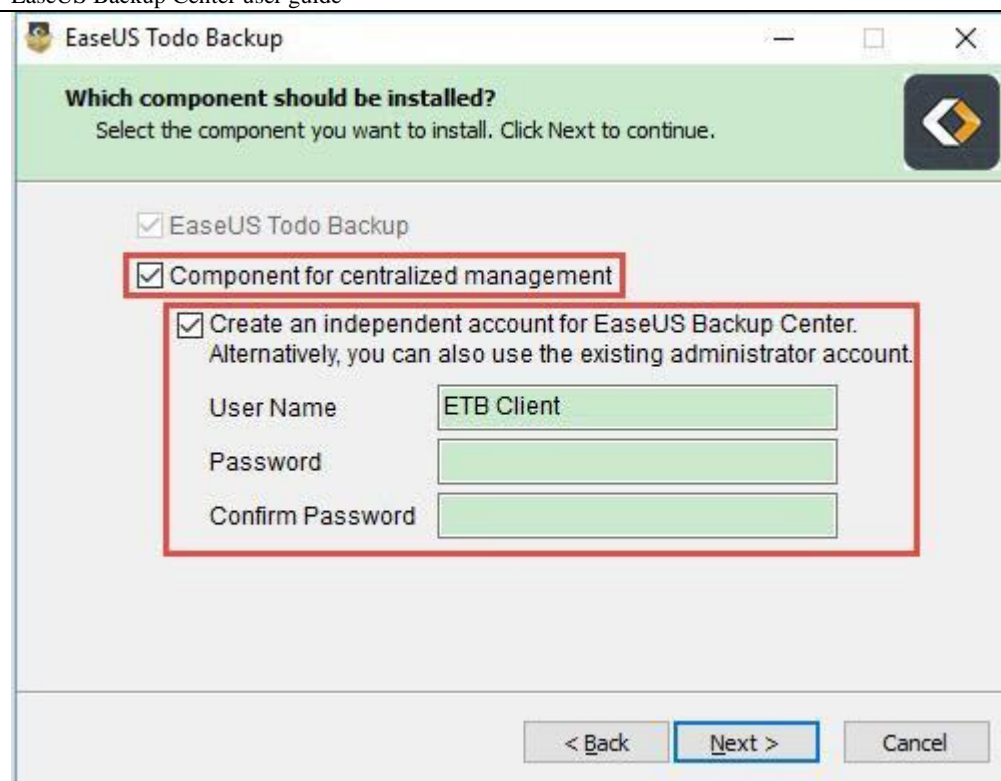 EaseUS Backup Center user guide
EaseUS Todo Backup
Which component should be installed?
Select the component you want to install. Click Next to continue.
EaseUS Todo Backup
Component for centralized management
Create an independent account for EaseUS Backup Center.
Alternatively, you can also use the existing administrator account.
User Name ETB Client
Password
Confirm Password
< Back Next > Cancel